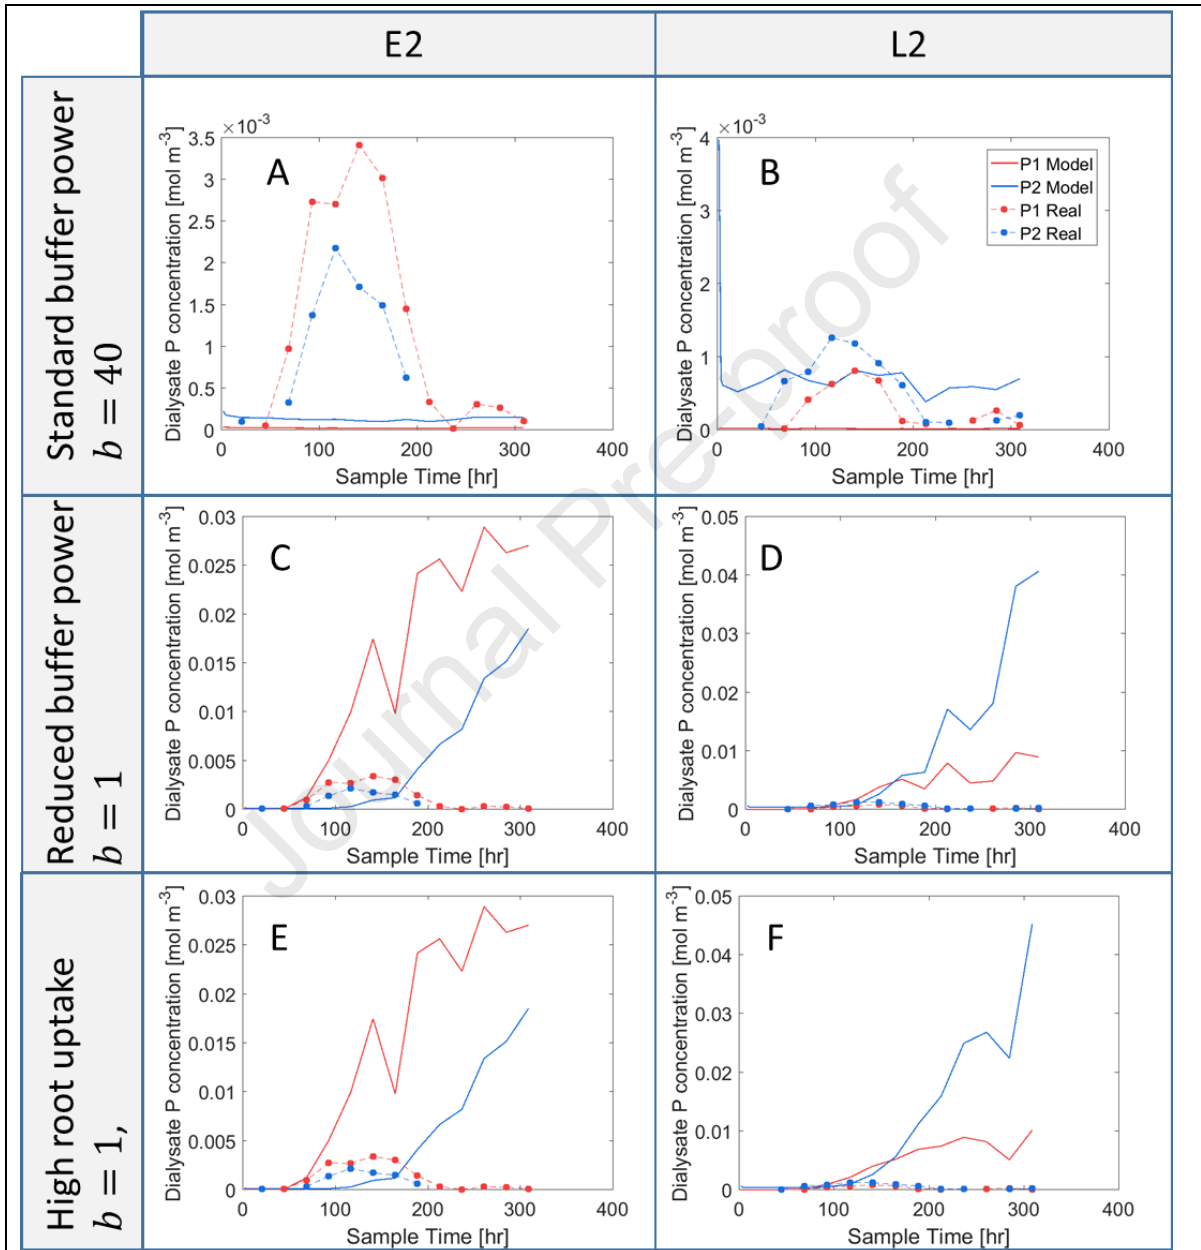 E2
L2
Standard buffer power
b = 40
×10⁻³
Dialysate P concentration [mol m⁻³]
3.5
3
2.5
2
1.5
1
0.5
0
A
100
200
300
400
Sample Time [hr]
×10⁻³
Dialysate P concentration [mol m⁻³]
4
3
2
1
0
B
P1 Model
P2 Model
P1 Real
P2 Real
0
100
200
300
400
Sample Time [hr]
Reduced buffer power
b = 1
Dialysate P concentration [mol m⁻³]
0.03
0.025
0.02
0.015
0.01
0.005
0
C
0
100
200
300
400
Sample Time [hr]
Dialysate P concentration [mol m⁻³]
0.05
0.04
0.03
0.02
0.01
0
D
0
100
200
300
400
Sample Time [hr]
High root uptake
b = 1,
Dialysate P concentration [mol m⁻³]
0.03
0.025
0.02
0.015
0.01
0.005
0
E
0
100
200
300
400
Sample Time [hr]
Dialysate P concentration [mol m⁻³]
0.05
0.04
0.03
0.02
0.01
0
F
0
100
200
300
400
Sample Time [hr]
Journal Pre-proof